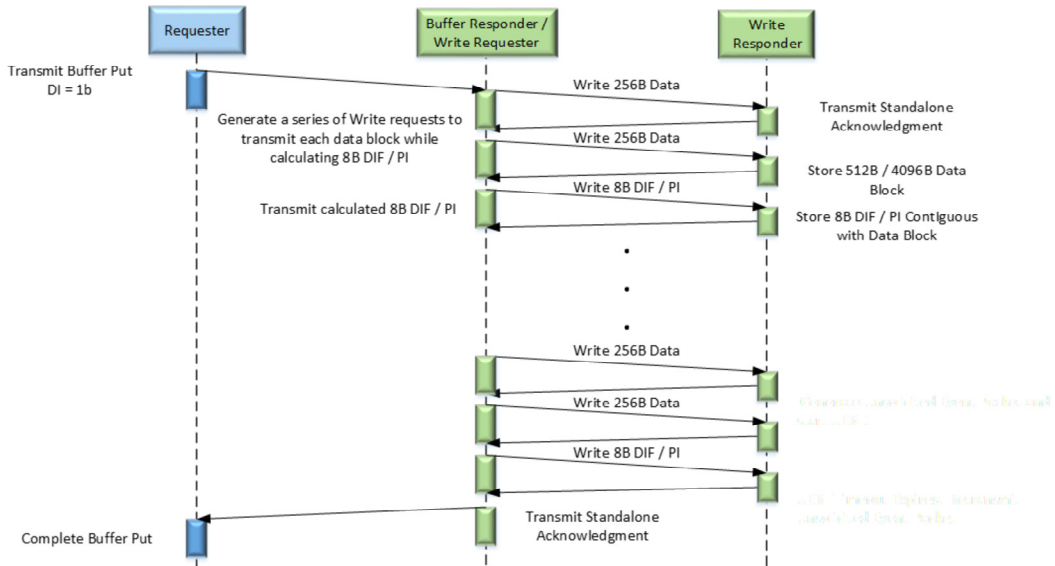 Requester
Buffer Responder /
Write Requester
Write
Responder
Transmit Buffer Put
DI = 1b
Write 256B Data
Transmit Standalone
Acknowledgment
Generate a series of Write requests to
transmit each data block while
calculating 8B DIF / PI
Write 256B Data
Store 512B / 4096B Data
Block
Write 8B DIF / PI
Transmit calculated 8B DIF / PI
Store 8B DIF / PI Contiguous
with Data Block
Write 256B Data
Write 256B Data
Write 8B DIF / PI
Transmit Standalone
Acknowledgment
Complete Buffer Put